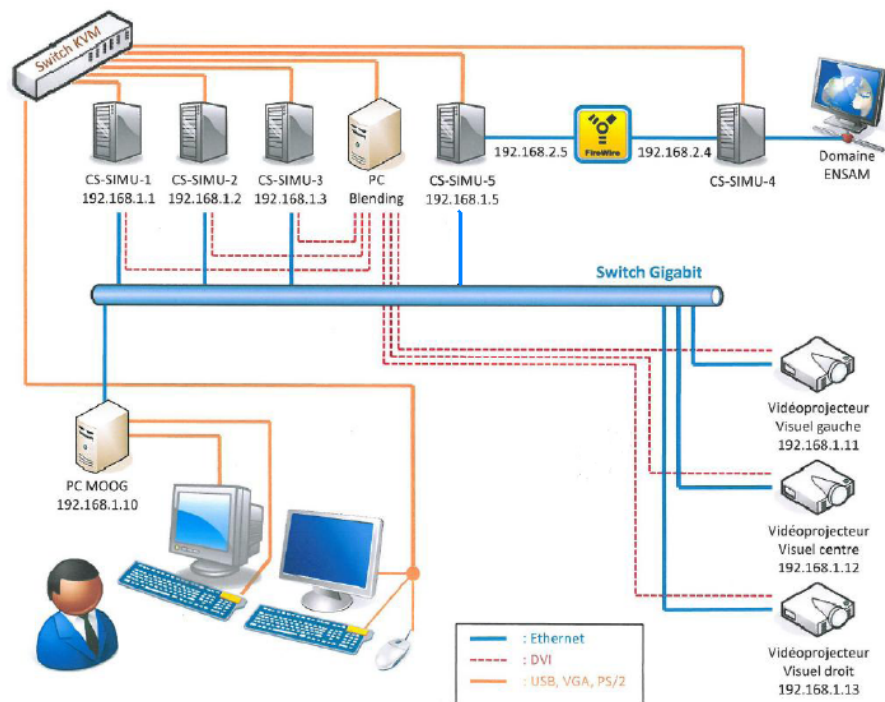 Switch KVM
CS-SIMU-1
192.168.1.1
CS-SIMU-2
192.168.1.2
CS-SIMU-3
192.168.1.3
PC
Blending
CS-SIMU-5
192.168.1.5
192.168.2.5
FireWire
192.168.2.4
CS-SIMU-4
Domaine
ENSAM
Switch Gigabit
Vidéoprojecteur
Visuel gauche
192.168.1.11
PC MOOG
192.168.1.10
Vidéoprojecteur
Visuel centre
192.168.1.12
Vidéoprojecteur
Visuel droit
192.168.1.13
: Ethernet
: DVI
: USB, VGA, PS/2